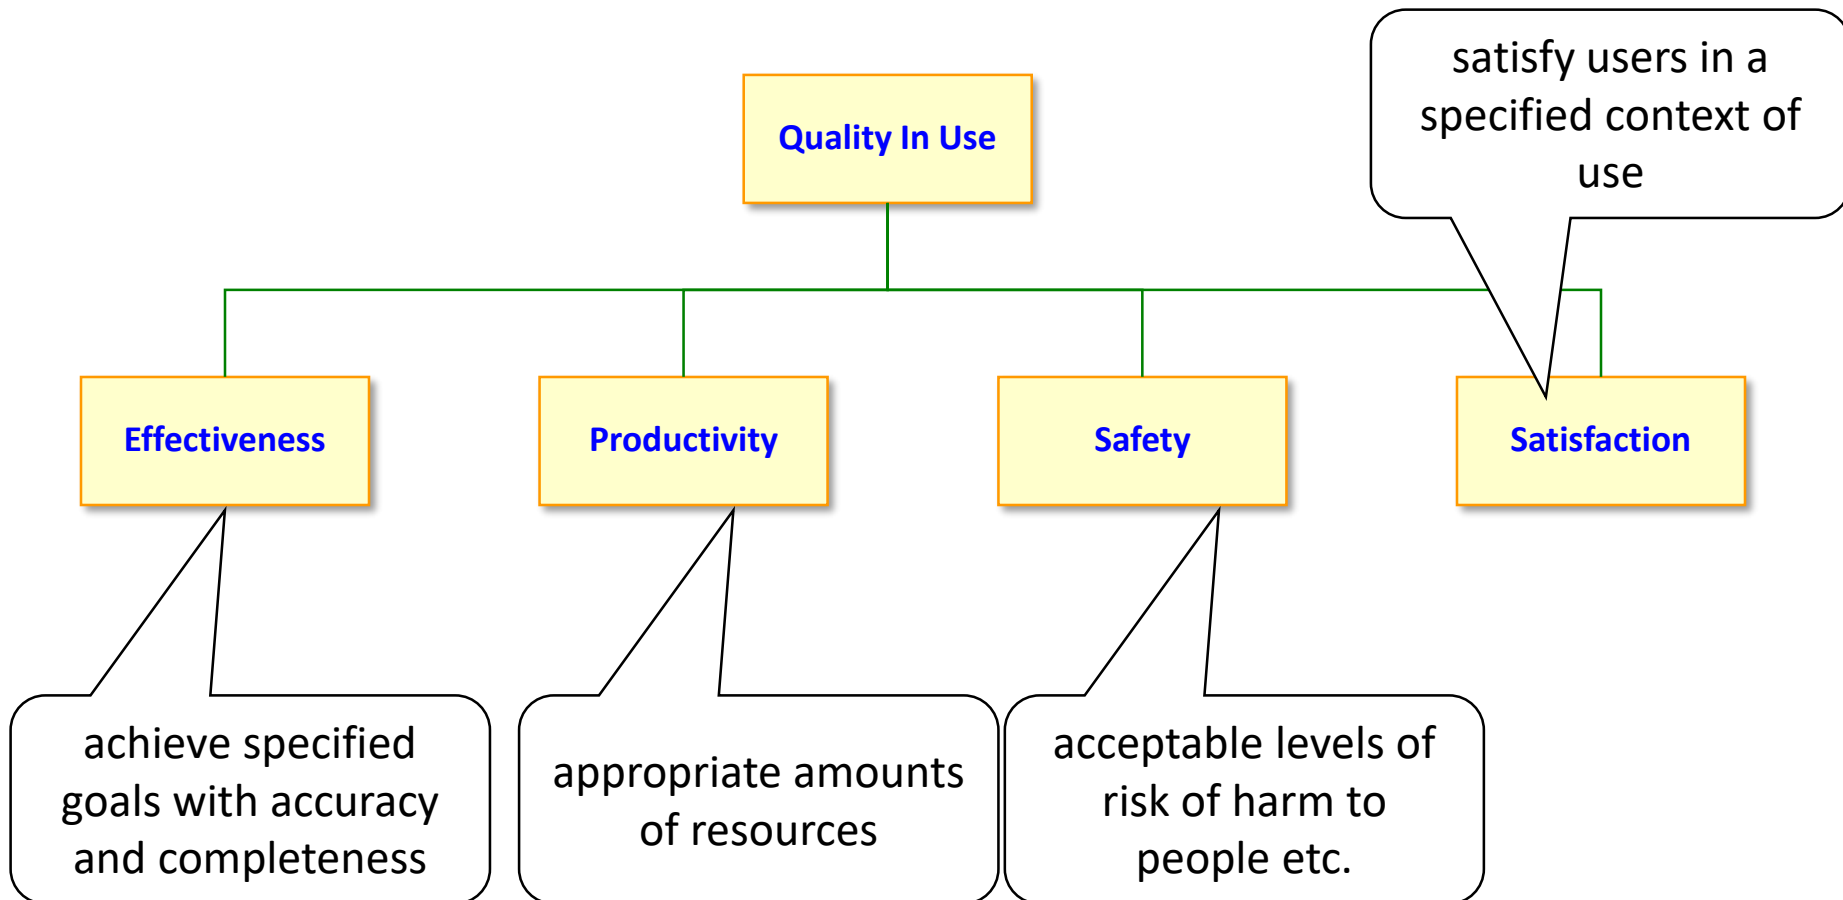 satisfy users in a
specified context of
use
Quality In Use
Effectiveness
Productivity
Safety
Satisfaction
achieve specified
goals with accuracy
and completeness
appropriate amounts
of resources
acceptable levels of
risk of harm to
people etc.